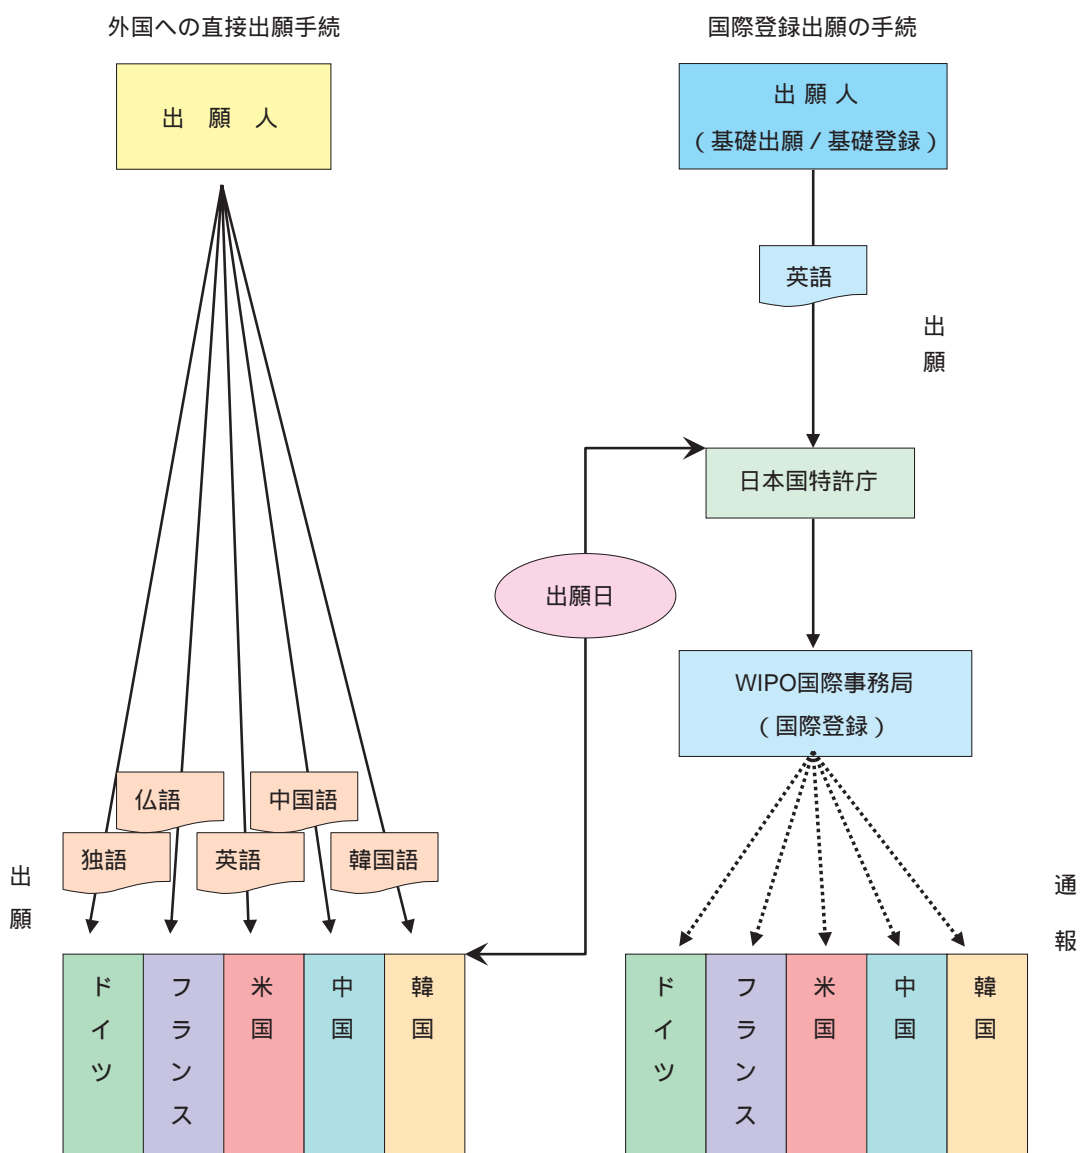 外国への直接出願手続
出 願 人
仏語
中国語
独語
英語
韓国語
出願
ドイツ
フランス
米国
中国
韓国
出願日
国際登録出願の手続
出 願 人
(基礎出願/基礎登録)
英語
出願
日本国特許庁
WIPO国際事務局
(国際登録)
通報
ドイツ
フランス
米国
中国
韓国